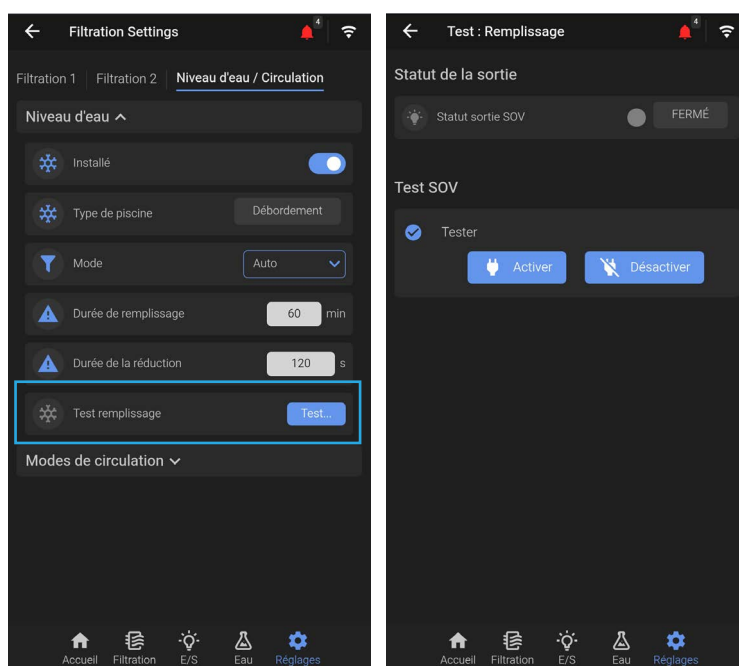 Filtration Settings
4
Filtration 1 Filtration 2 Niveau d'eau / Circulation
Niveau d'eau
Installé
Type de piscine Débordement
Mode Auto
Durée de remplissage 60 min
Durée de la réduction 120 s
Test remplissage Test...
Modes de circulation
Accueil Filtration E/S Eau Réglages
Test : Remplissage
4
Statut de la sortie
Statut sortie SOV FERMÉ
Test SOV
Tester
Activer Désactiver
Accueil Filtration E/S Eau Réglages